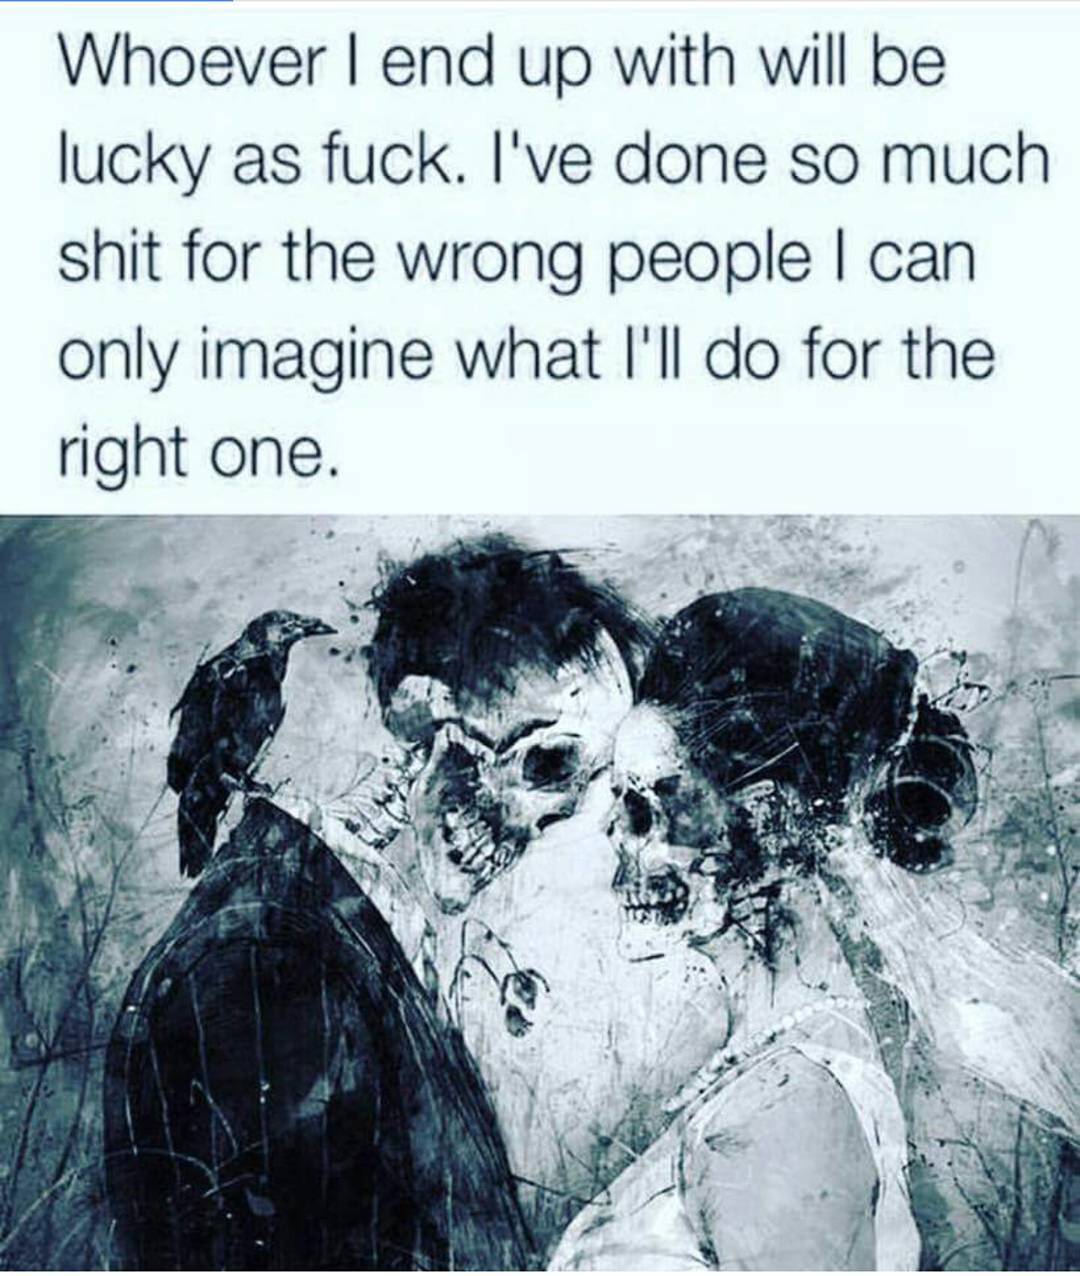 Whoever I end up with will be
lucky as fuck. I've done so much
shit for the wrong people I can
only imagine what I'll do for the
right one.